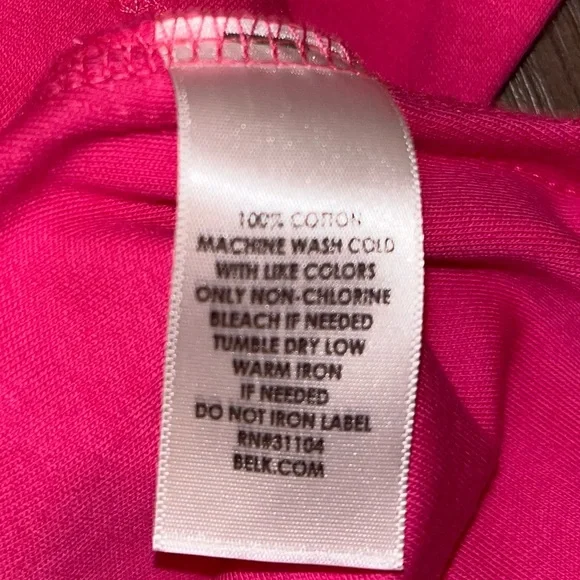 100% COTTON
MACHINE WASH COLD
WITH LIKE COLORS
ONLY NON-CHLORINE
BLEACH IF NEEDED
TUMBLE DRY LOW
WARM IRON
IF NEEDED
DO NOT IRON LABEL
RN#31104
BELK.COM